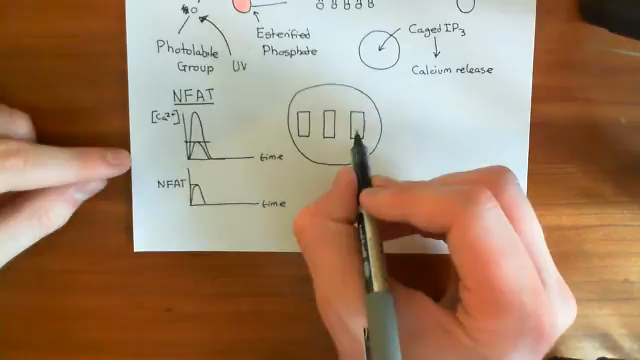 Photolabile
Group
UV
Esterified
Phosphate
Caged IP3
Calcium release
NFAT
[Ca2+]
time
NFAT
time